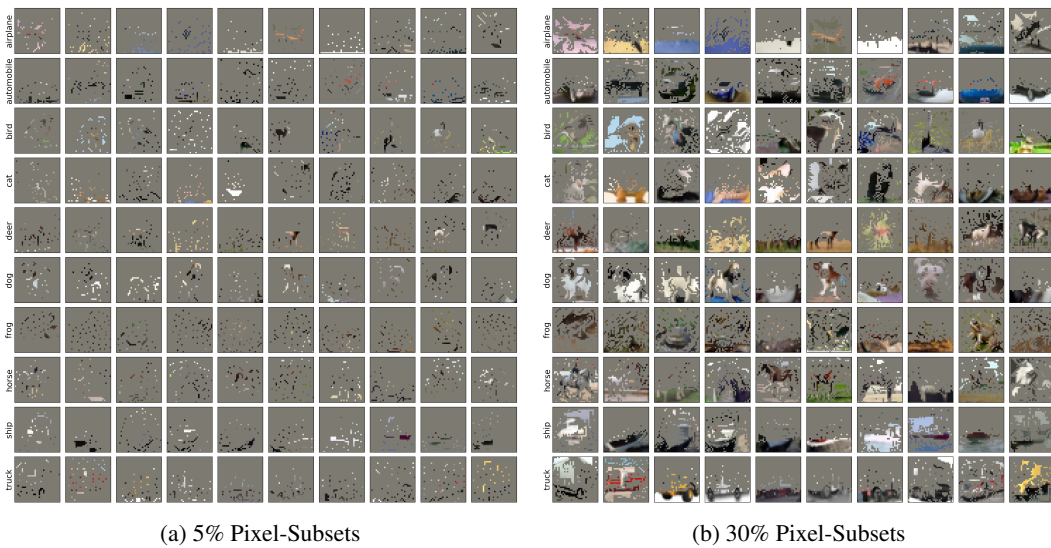 airplane
automobile
bird
cat
deer
dog
frog
horse
ship
truck
(a) 5% Pixel-Subsets
airplane
automobile
bird
cat
deer
dog
frog
horse
ship
truck
(b) 30% Pixel-Subsets